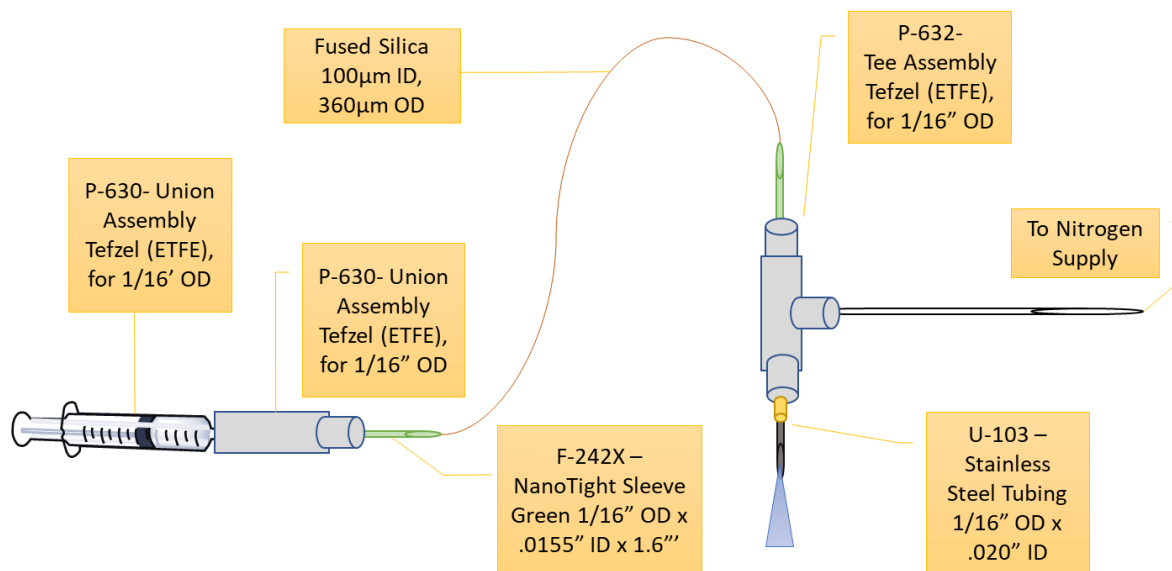 Fused Silica
100µm ID,
360µm OD
P-632-
Tee Assembly
Tefzel (ETFE),
for 1/16” OD
P-630- Union
Assembly
Tefzel (ETFE),
for 1/16’ OD
P-630- Union
Assembly
Tefzel (ETFE),
for 1/16” OD
To Nitrogen
Supply
F-242X –
NanoTight Sleeve
Green 1/16” OD x
.0155” ID x 1.6”’
U-103 –
Stainless
Steel Tubing
1/16” OD x
.020” ID